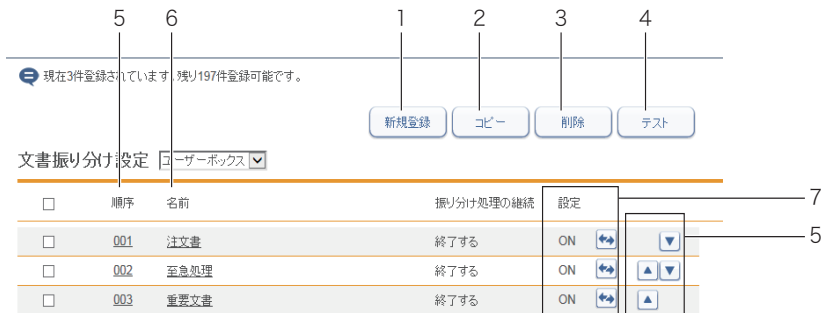 5 6 1 2 3 4
現在3件登録されています。残り197件登録可能です。
新規登録 コピー 削除 テスト
文書振り分け設定 ユーザーボックス
順序 名前 振り分け処理の継続 設定 7
001 注文書 終了する ON 5
002 至急処理 終了する ON
003 重要文書 終了する ON